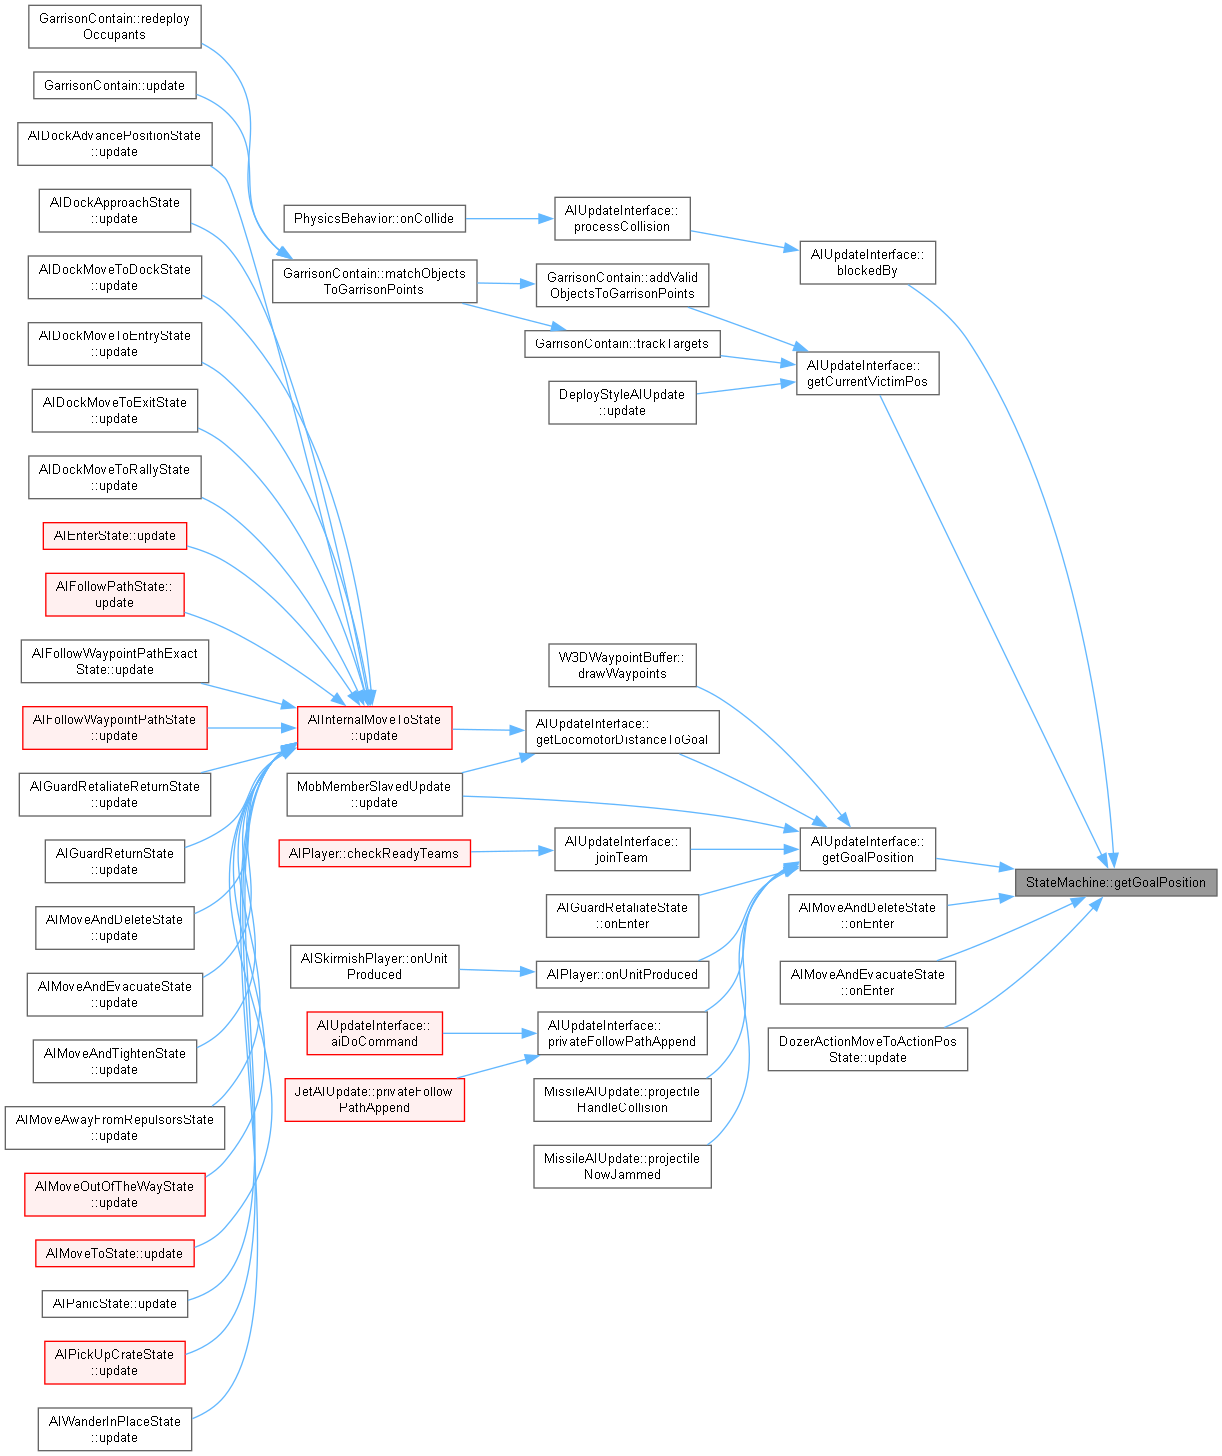 GarrisonContain::redeploy
Occupants
GarrisonContain::update
AIDockAdvancePositionState
::update
AIDockApproachState
::update
AIDockMoveToDockState
::update
AIDockMoveToEntryState
::update
AIDockMoveToExitState
::update
AIDockMoveToRallyState
::update
AIEnterState::update
AIFollowPathState::
update
AIFollowWaypointPathExact
State::update
AIFollowWaypointPathState
::update
AIGuardRetaliateReturnState
::update
AIGuardReturnState
::update
AIMoveAndDeleteState
::update
AIMoveAndEvacuateState
::update
AIMoveAndTightenState
::update
AIMoveAwayFromRepulsorsState
::update
AIMoveOutOfTheWayState
::update
AIMoveToState::update
AIPanicState::update
AIPickUpCrateState
::update
AIWanderInPlaceState
::update
PhysicsBehavior::onCollide
GarrisonContain::matchObjects
ToGarrisonPoints
AIInternalMoveToState
::update
MobMemberSlavedUpdate
::update
AIPlayer::checkReadyTeams
AISkirmishPlayer::onUnit
Produced
AIUpdateInterface::
aiDoCommand
JetAIUpdate::privateFollow
PathAppend
AIUpdateInterface::
processCollision
GarrisonContain::addValid
ObjectsToGarrisonPoints
GarrisonContain::trackTargets
DeployStyleAIUpdate
::update
W3DWaypointBuffer::
drawWaypoints
AIUpdateInterface::
getLocomotorDistanceToGoal
AIUpdateInterface::
joinTeam
AIGuardRetaliateState
::onEnter
AIPlayer::onUnitProduced
AIUpdateInterface::
privateFollowPathAppend
MissileAIUpdate::projectile
HandleCollision
MissileAIUpdate::projectile
NowJammed
AIUpdateInterface::
blockedBy
AIUpdateInterface::
getCurrentVictimPos
AIUpdateInterface::
getGoalPosition
AIMoveAndDeleteState
::onEnter
AIMoveAndEvacuateState
::onEnter
DozerActionMoveToActionPos
State::update
StateMachine::getGoalPosition